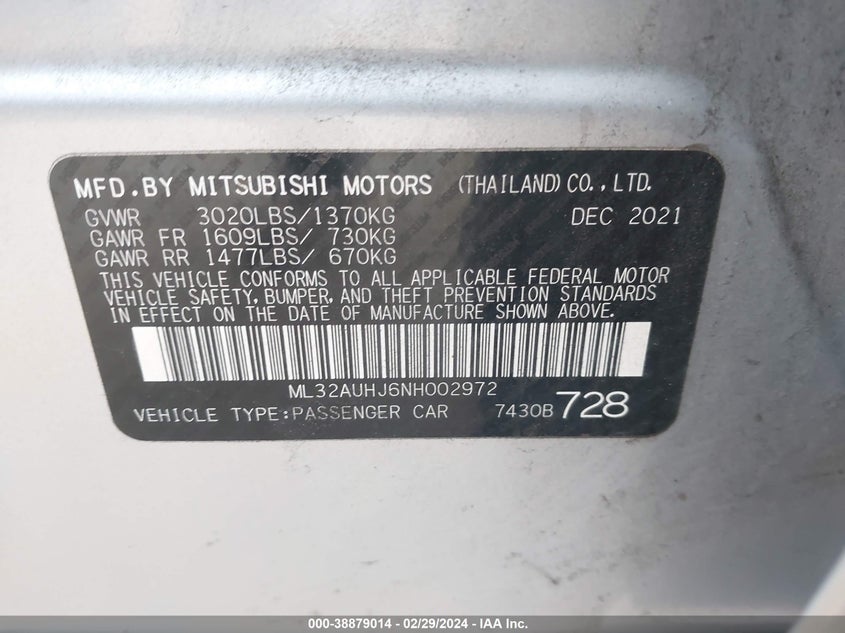 MFD.BY MITSUBISHI MOTORS (THAILAND)CO.,LTD.
GVWR 3020LBS/1370KG DEC 2021
GAWR FR 1609LBS/ 730KG
GAWR RR 1477LBS/ 670KG
THIS VEHICLE CONFORMS TO ALL APPLICABLE FEDERAL MOTOR
VEHICLE SAFETY, BUMPER, AND THEFT PREVENTION STANDARDS
IN EFFECT ON THE DATE OF MANUFACTURE SHOWN ABOVE.
ML32AUHJ6NH002972
VEHICLE TYPE:PASSENGER CAR 7430B 728
000-38879014 - 02/29/2024 - IAA Inc.